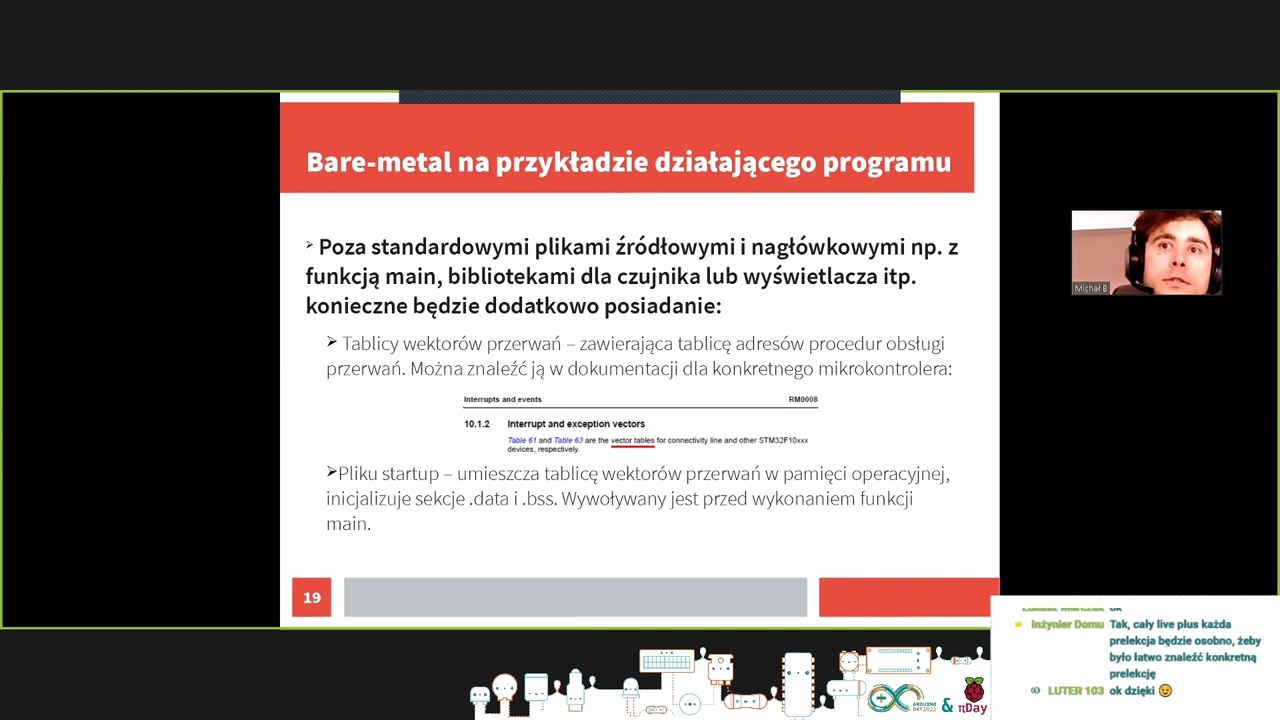 Bare-metal na przykładzie działającego programu
➢ Poza standardowymi plikami źródłowymi i nagłówkowymi np. z
funkcją main, bibliotekami dla czujnika lub wyświetlacza itp.
konieczne będzie dodatkowo posiadanie:
➢ Tablicy wektorów przerwań – zawierająca tablicę adresów procedur obsługi
przerwań. Można znaleźć ją w dokumentacji dla konkretnego mikrokontrolera:
Interrupts and events RM0008
10.1.2 Interrupt and exception vectors
Table 61 and Table 63 are the vector tables for connectivity line and other STM32F10xxx
devices, respectively.
➢Pliku startup – umieszcza tablicę wektorów przerwań w pamięci operacyjnej,
inicjalizuje sekcje .data i .bss. Wywoływany jest przed wykonaniem funkcji
main.
19
Michał B
Inżynier Domu Tak, cały live plus każda
prelekcja będzie osobno, żeby
było łatwo znaleźć konkretną
prelekcję
LUTER 103 ok dzięki 😉
ARDUINO
DAY2022
& πDay